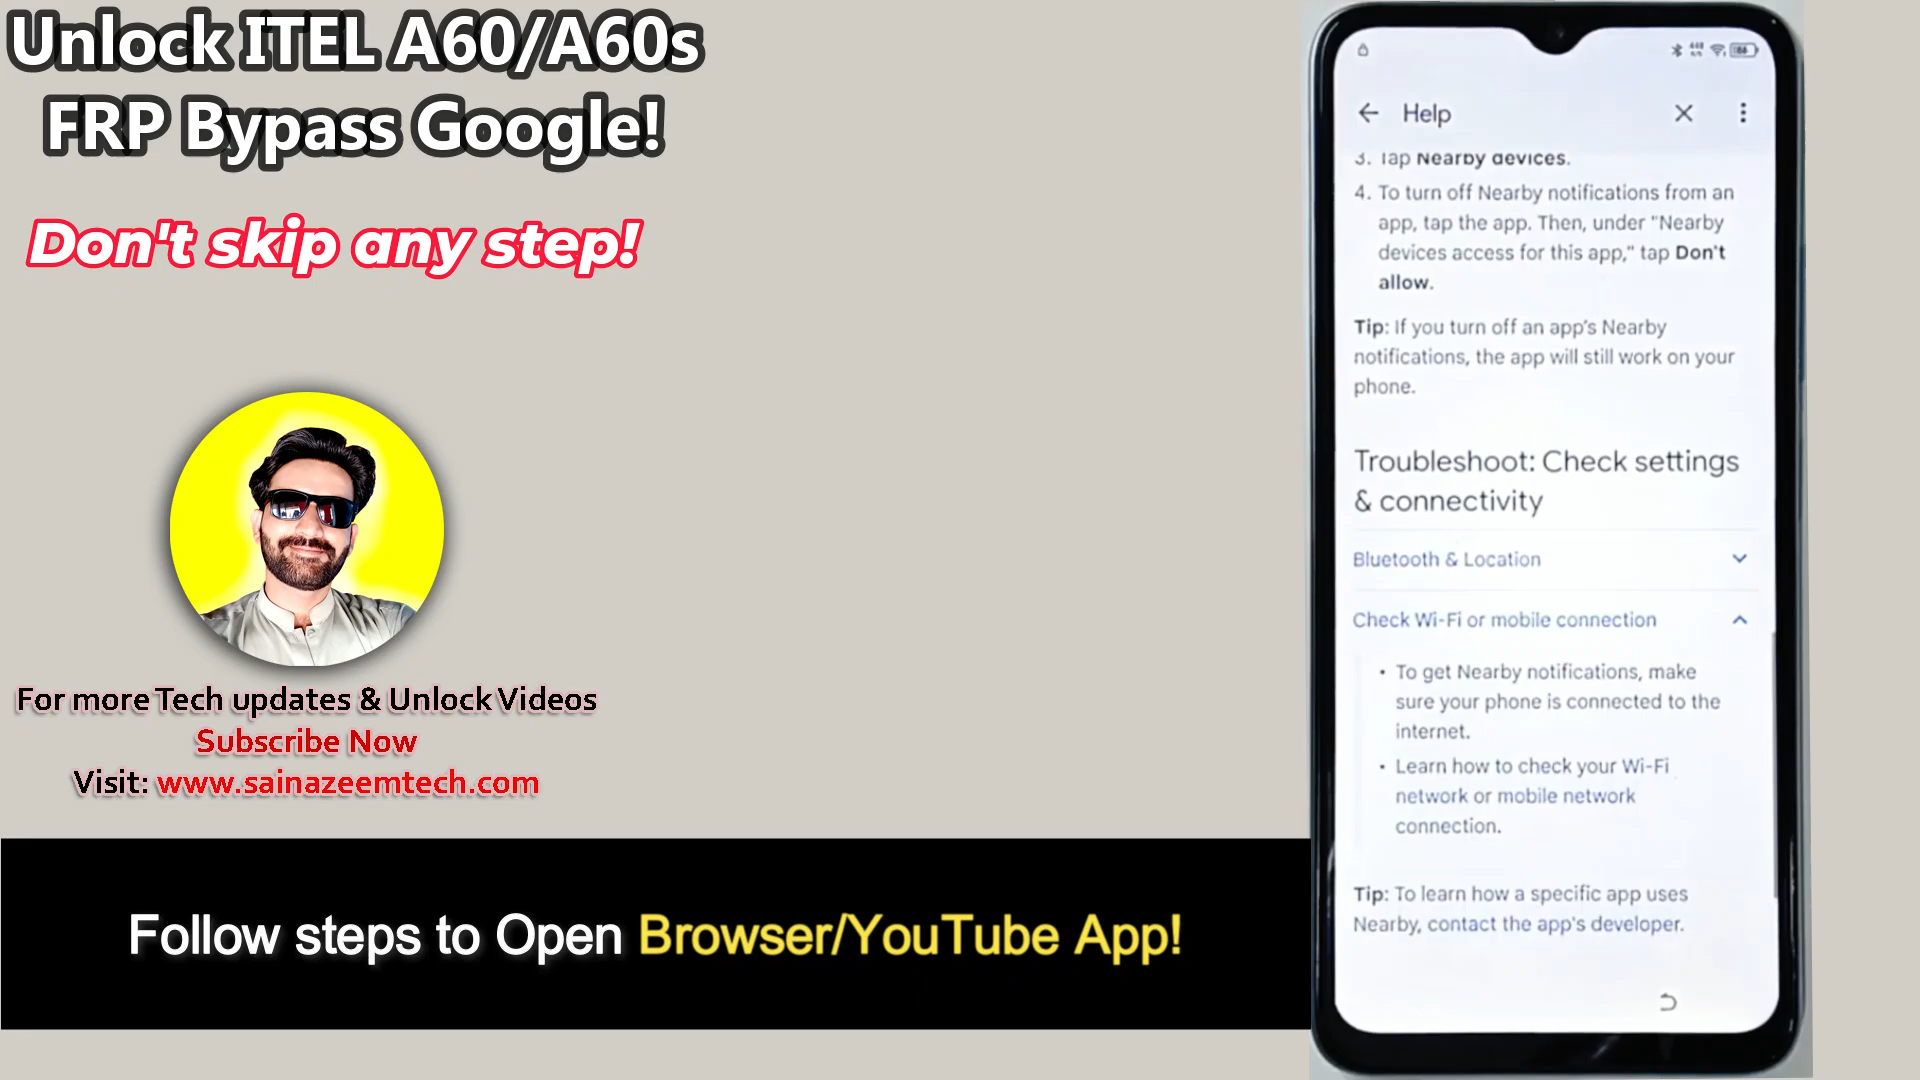 Unlock ITEL A60/A60s
FRP Bypass Google!
Don't skip any step!
For more Tech updates & Unlock Videos
Subscribe Now
Visit: www.sainazeemtech.com
Follow steps to Open Browser/YouTube App!
Help
3. Tap Nearby devices.
4. To turn off Nearby notifications from an
app, tap the app. Then, under "Nearby
devices access for this app," tap Don't
allow.
Tip: If you turn off an app's Nearby
notifications, the app will still work on your
phone.
Troubleshoot: Check settings
& connectivity
Bluetooth & Location
Check Wi-Fi or mobile connection
• To get Nearby notifications, make
sure your phone is connected to the
internet.
• Learn how to check your Wi-Fi
network or mobile network
connection.
Tip: To learn how a specific app uses
Nearby, contact the app's developer.